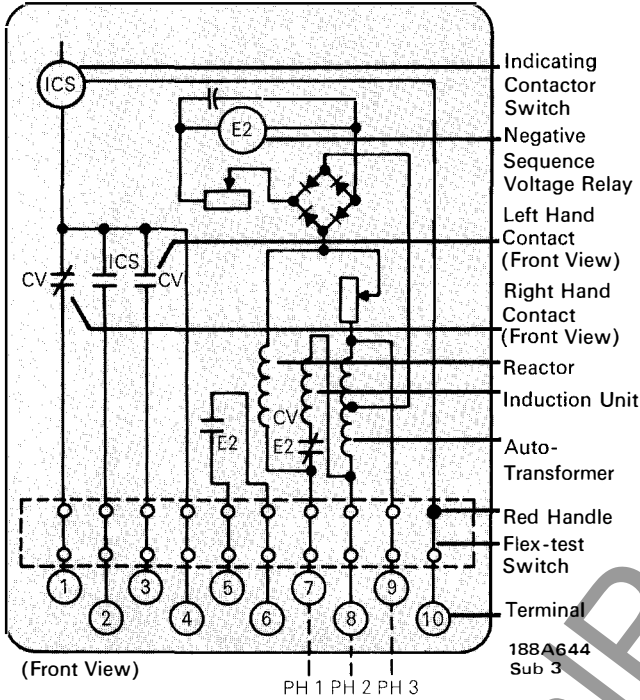 ICS
E2
CV
ICS
CV
CV
E2
E2
Indicating
Contactor
Switch
Negative
Sequence
Voltage Relay
Left Hand
Contact
(Front View)
Right Hand
Contact
(Front View)
Reactor
Induction Unit
Auto-
Transformer
Red Handle
Flex-test
Switch
Terminal
1
2
3
4
5
6
7
8
9
10
188A644
Sub 3
(Front View)
PH 1 PH 2 PH 3